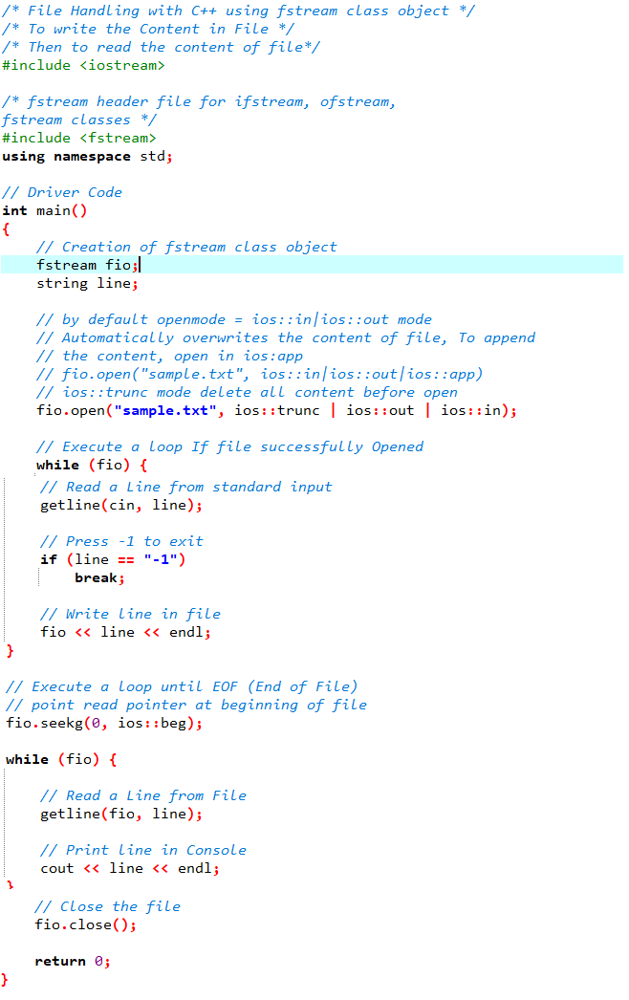 /* File Handling with C++ using fstream class object */
/* To write the Content in File */
/* Then to read the content of file*/
#include <iostream>
/* fstream header file for ifstream, ofstream,
fstream classes */
#include <fstream>
using namespace std;
// Driver Code
int main()
{
// Creation of fstream class object
fstream fio;
string line;
// by default openmode = ios::in|ios::out mode
// Automatically overwrites the content of file, To append
// the content, open in ios:app
// fio.open("sample.txt", ios::in|ios::out|ios::app)
// ios::trunc mode delete all content before open
fio.open("sample.txt", ios::trunc | ios::out | ios::in);
// Execute a loop If file successfully Opened
while (fio) {
// Read a Line from standard input
getline(cin, line);
// Press -1 to exit
if (line == "-1")
break;
// Write line in file
fio << line << endl;
}
// Execute a loop until EOF (End of File)
// point read pointer at beginning of file
fio.seekg(0, ios::beg);
while (fio) {
// Read a Line from File
getline(fio, line);
// Print line in Console
cout << line << endl;
}
// Close the file
fio.close();
return 0;
}